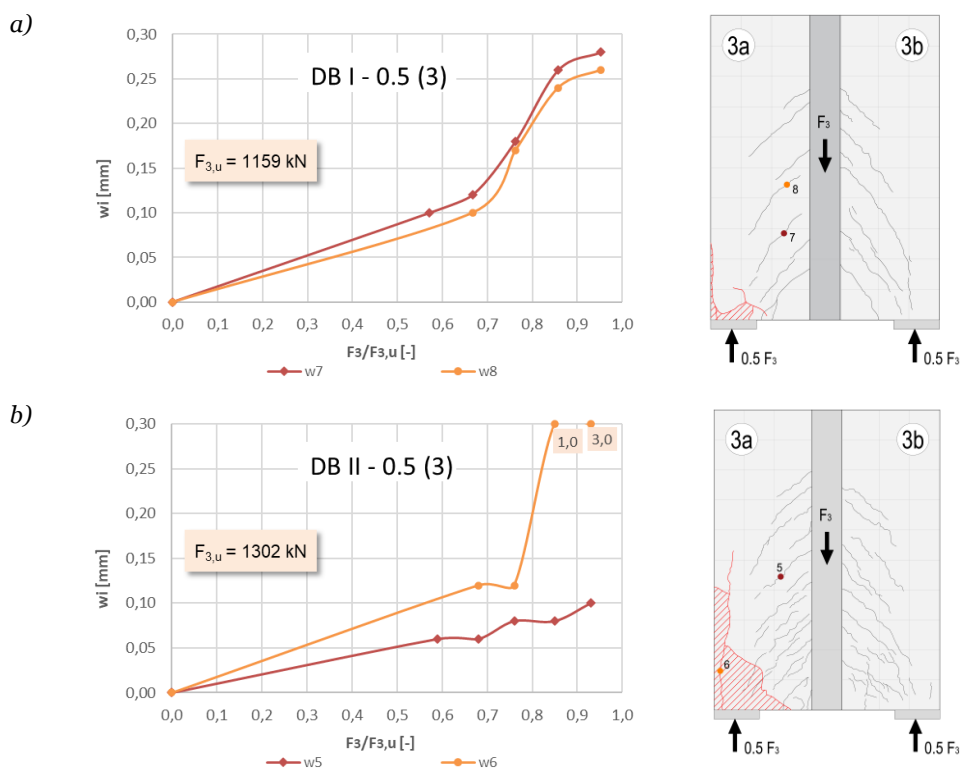 a)
DB I - 0.5 (3)
F3,u = 1159 kN
wi [mm]
0,30
0,25
0,20
0,15
0,10
0,05
0,00
0,0 0,1 0,2 0,3 0,4 0,5 0,6 0,7 0,8 0,9 1,0
F3/F3,u [-]
w7 w8
3a 3b
F3
8
7
0.5 F3 0.5 F3
b)
DB II - 0.5 (3)
1,0 3,0
F3,u = 1302 kN
wi [mm]
0,30
0,25
0,20
0,15
0,10
0,05
0,00
0,0 0,1 0,2 0,3 0,4 0,5 0,6 0,7 0,8 0,9 1,0
F3/F3,u [-]
w5 w6
3a 3b
F3
5
6
0.5 F3 0.5 F3